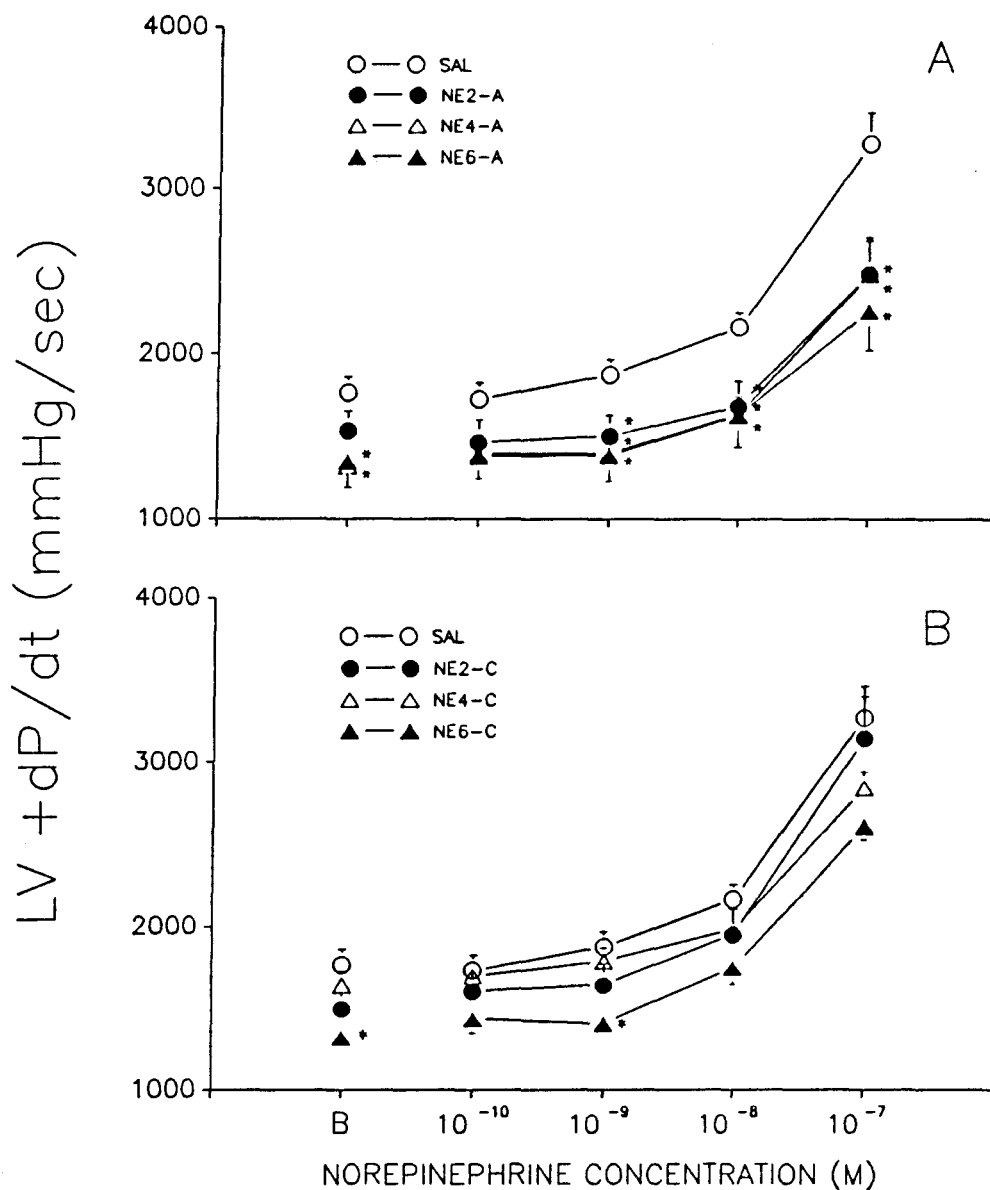 LV +dP/dt (mmHg/sec)
A
4000
3000
2000
1000
SAL
NE2-A
NE4-A
NE6-A
* * *
* * *
* * *
* *
B
4000
3000
2000
1000
SAL
NE2-C
NE4-C
NE6-C
*
*
B 10⁻¹⁰ 10⁻⁹ 10⁻⁸ 10⁻⁷
NOREPINEPHRINE CONCENTRATION (M)